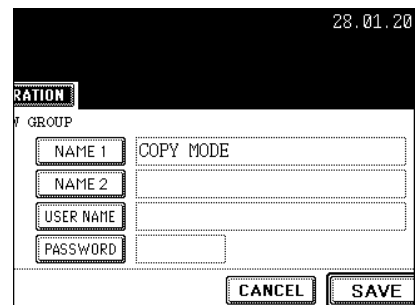 28.01.20
RATION
GROUP
NAME 1 COPY MODE
NAME 2
USER NAME
PASSWORD
CANCEL SAVE